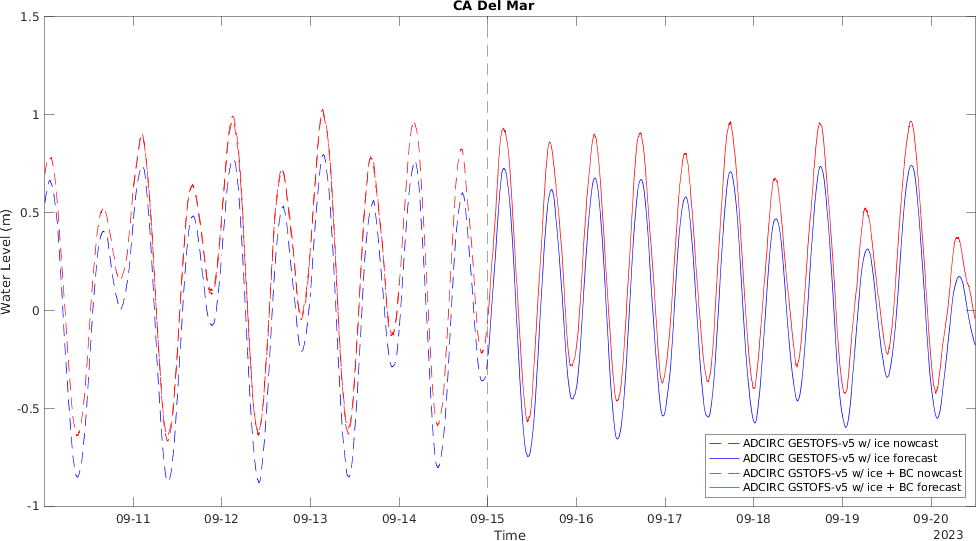 CA Del Mar
1.5
1
0.5
0
-0.5
-1
Water Level (m)
09-11 09-12 09-13 09-14 09-15 09-16 09-17 09-18 09-19 09-20
Time
2023
ADCIRC GESTOFS-v5 w/ ice nowcast
ADCIRC GESTOFS-v5 w/ ice forecast
ADCIRC GSTOFS-v5 w/ ice + BC nowcast
ADCIRC GSTOFS-v5 w/ ice + BC forecast